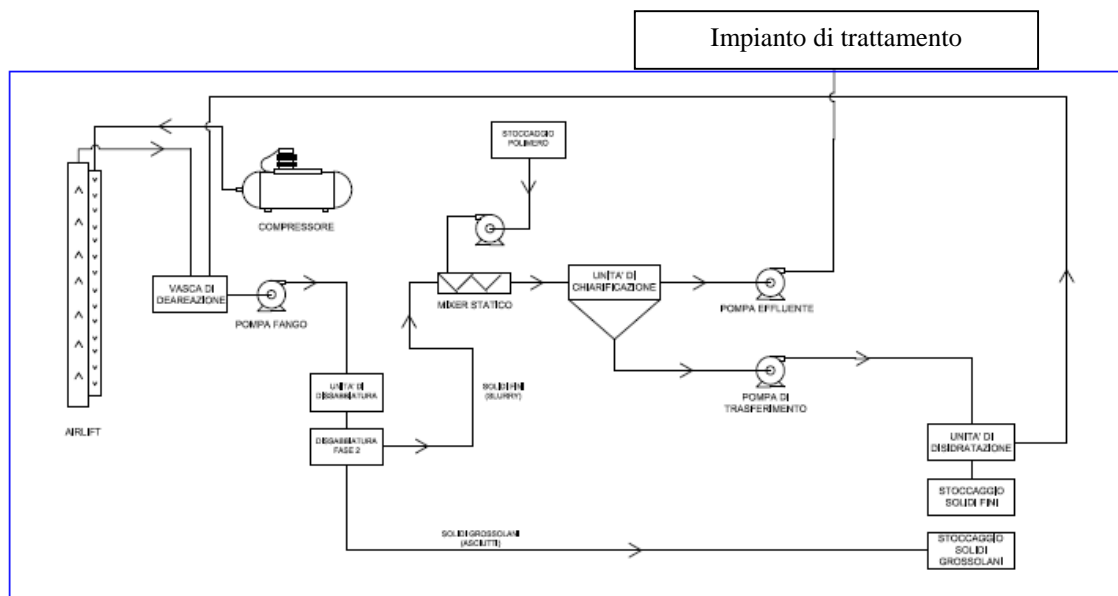 Impianto di trattamento
STOCCAGGIO
POLIMERO
COMPRESSORE
VASCA DI
DEAREAZIONE
POMPA FANGO
MIXER STATICO
UNITA' DI
CHIARIFICAZIONE
POMPA EFFLUENTE
UNITA' DI
DISSABBIATURA
SOLIDI FINI
(SLURRY)
POMPA DI
TRASFERIMENTO
AIRLIFT
DISSABBIATURA
FASE 2
UNITA' DI
DISIDRATAZIONE
STOCCAGGIO
SOLIDI FINI
SOLIDI GROSSOLANI
(ASCIUTTI)
STOCCAGGIO
SOLIDI
GROSSOLANI